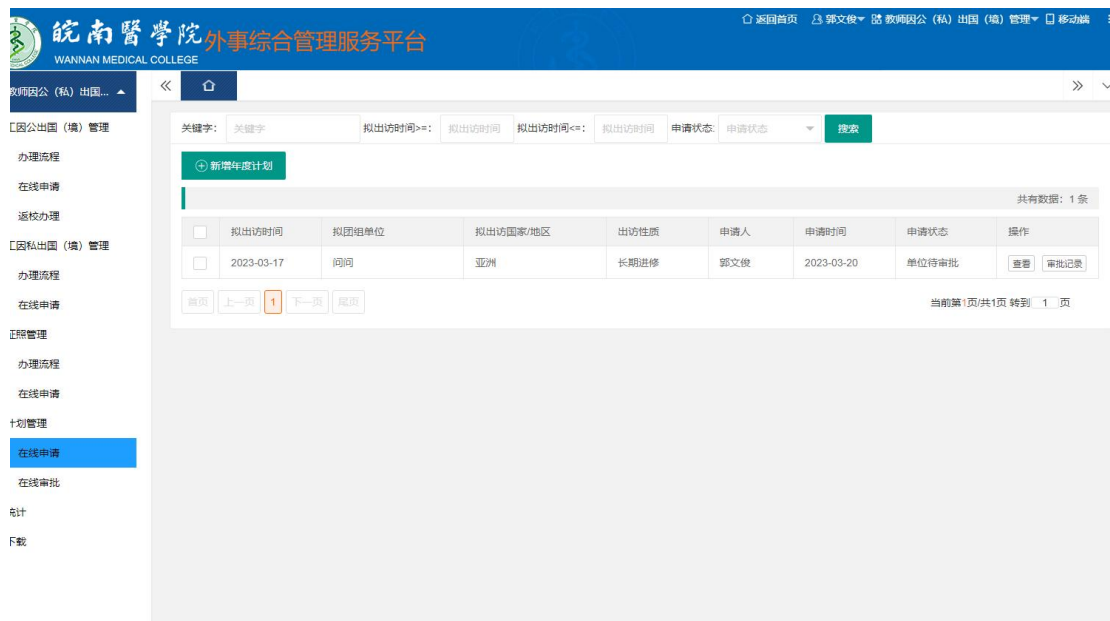 皖南醫學院外事综合管理服务平台
WANNAN MEDICAL COLLEGE
返回首页 郭文俊 教师因公（私）出国（境）管理 移动端
教师因公（私）出国...
工因公出国（境）管理
办理流程
在线申请
返校办理
工因私出国（境）管理
办理流程
在线申请
证照管理
办理流程
在线申请
计划管理
在线申请
在线审批
统计
下载
关键字： 关键字 拟出访时间>=： 拟出访时间 拟出访时间<=： 拟出访时间 申请状态: 申请状态 搜索
新增年度计划
共有数据：1 条
拟出访时间 拟团组单位 拟出访国家/地区 出访性质 申请人 申请时间 申请状态 操作
2023-03-17 问问 亚洲 长期进修 郭文俊 2023-03-20 单位待审批 查看 审批记录
首页 上一页 1 下一页 尾页 当前第1页/共1页 转到 1 页